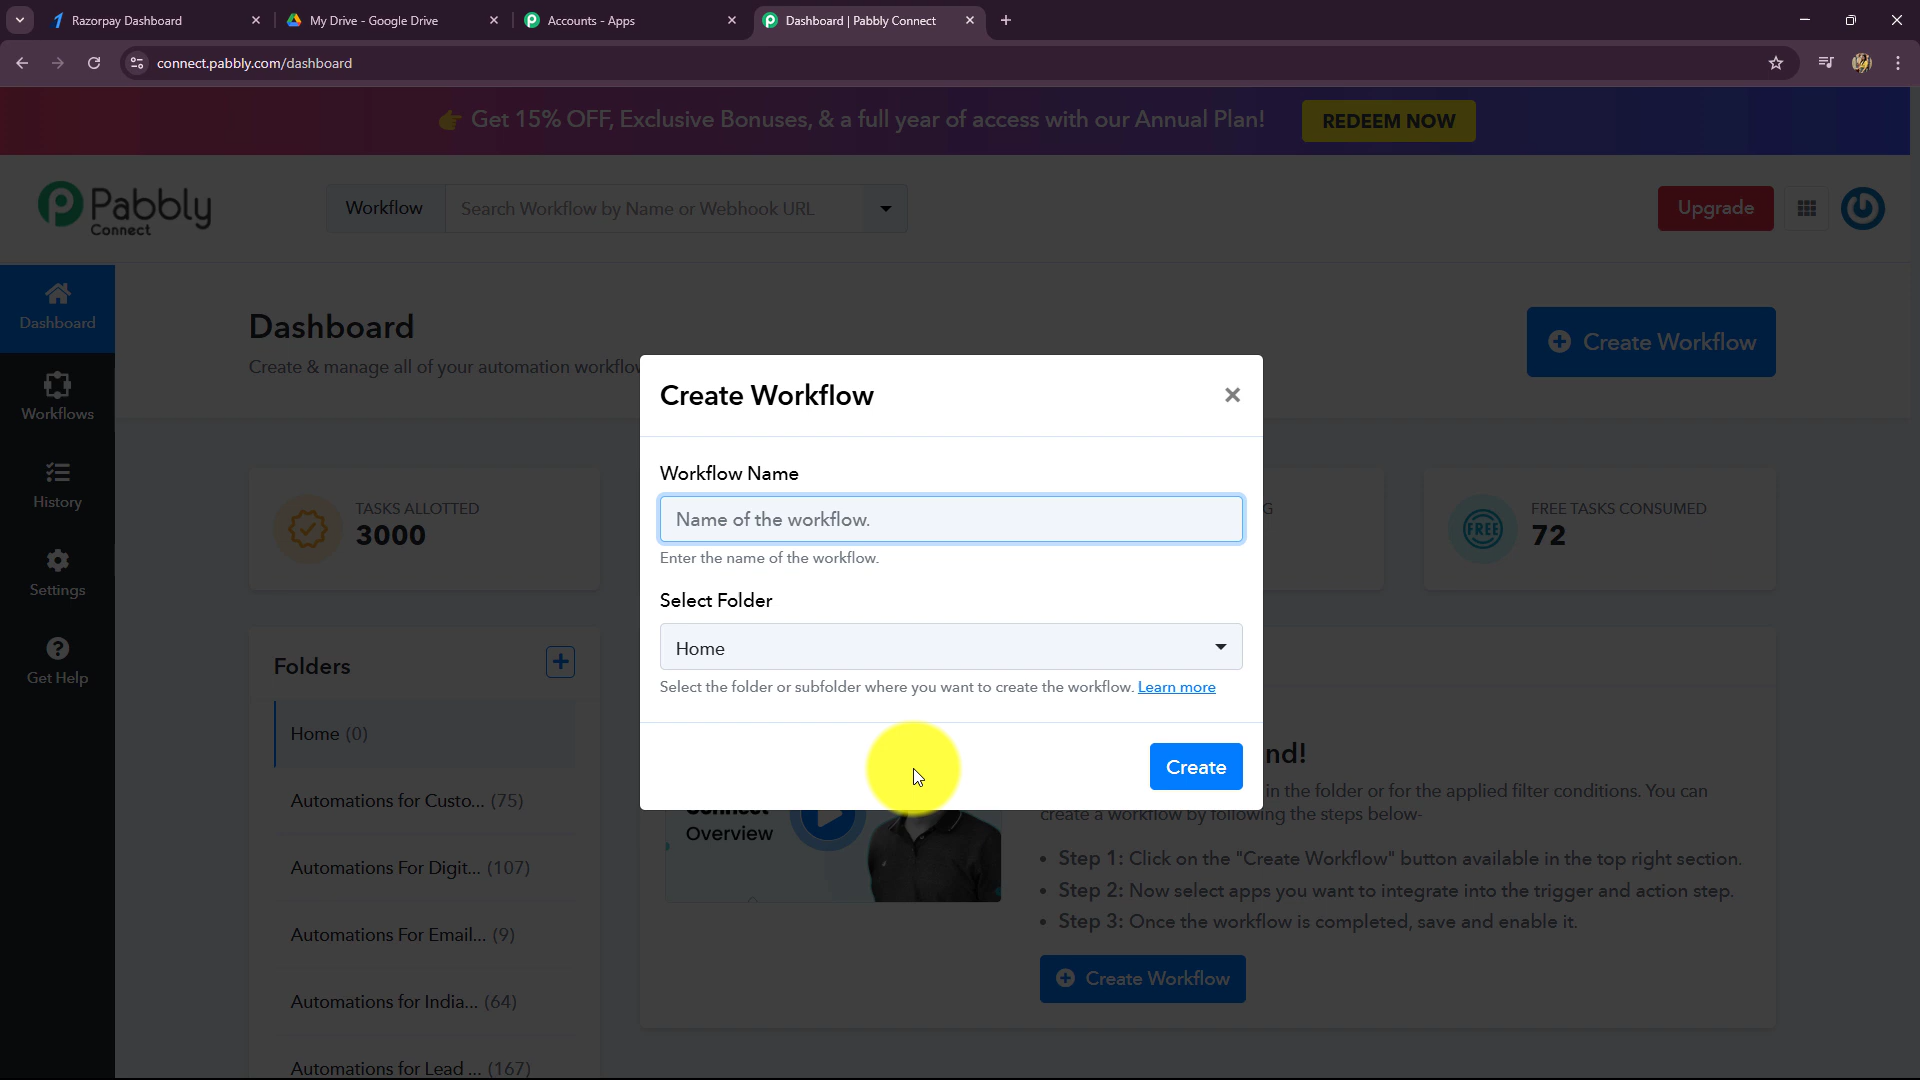 Razorpay Dashboard
My Drive - Google Drive
Accounts - Apps
Dashboard | Pabbly Connect
connect.pabbly.com/dashboard
👉 Get 15% OFF, Exclusive Bonuses, & a full year of access with our Annual Plan!
REDEEM NOW
Pabbly
Connect
Workflow
Search Workflow by Name or Webhook URL
Upgrade
Dashboard
Workflows
History
Settings
Get Help
Dashboard
Create & manage all of your automation workflow
Create Workflow
TASKS ALLOTTED
3000
G
FREE
FREE TASKS CONSUMED
72
Folders
Home (0)
Automations for Custo... (75)
Automations For Digit... (107)
Automations For Email... (9)
Automations for India... (64)
Automations for Lead ... (167)
Create Workflow
Workflow Name
Name of the workflow.
Enter the name of the workflow.
Select Folder
Home
Select the folder or subfolder where you want to create the workflow. Learn more
Create
Connect
Overview
nd!
in the folder or for the applied filter conditions. You can
create a workflow by following the steps below-
• Step 1: Click on the "Create Workflow" button available in the top right section.
• Step 2: Now select apps you want to integrate into the trigger and action step.
• Step 3: Once the workflow is completed, save and enable it.
Create Workflow